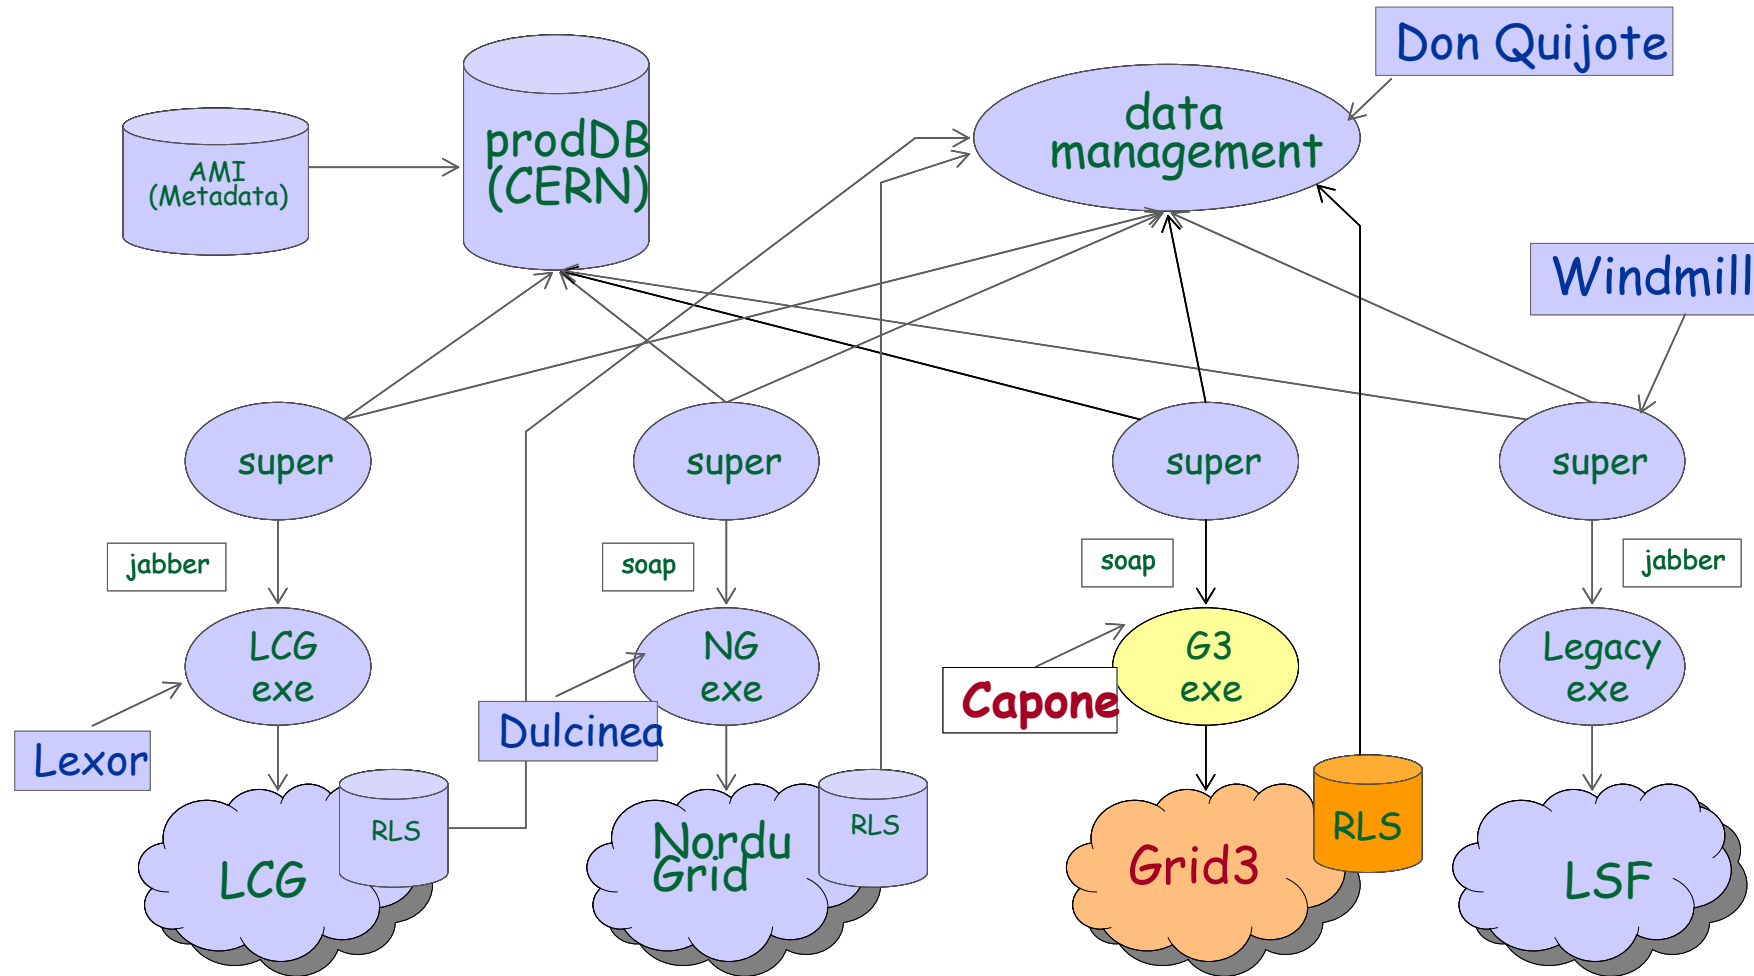 Don Quijote
data
management
prodDB
(CERN)
AMI
(Metadata)
Windmill
super
super
super
super
jabber
soap
soap
jabber
LCG
exe
NG
exe
G3
exe
Legacy
exe
Lexor
Dulcinea
Capone
RLS
LCG
RLS
Nordu
Grid
RLS
Grid3
LSF